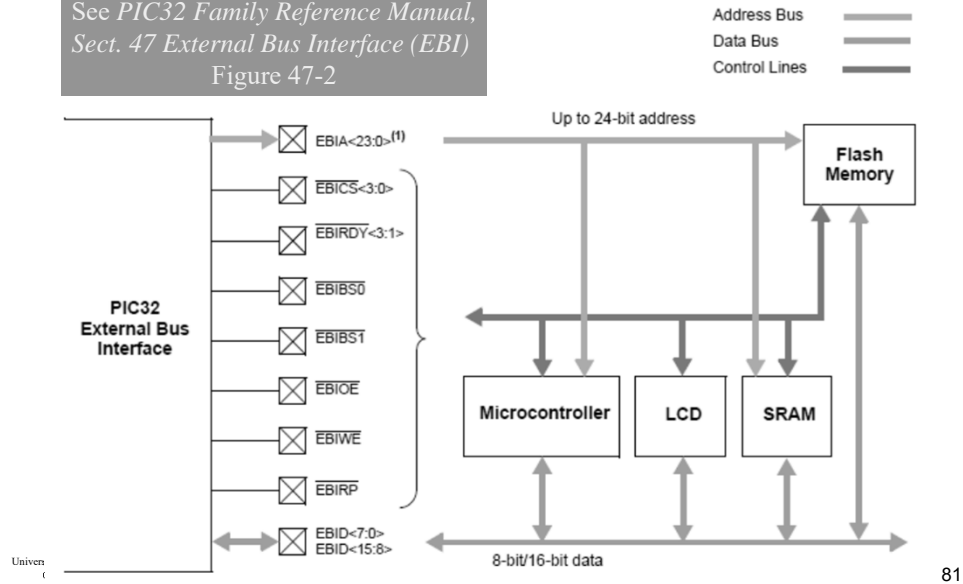 See PIC32 Family Reference Manual,
Sect. 47 External Bus Interface (EBI)
Figure 47-2
Address Bus
Data Bus
Control Lines
Up to 24-bit address
EBIA<23:0>(1)
Flash
Memory
EBICS<3:0>
EBIRDY<3:1>
EBIBS0
PIC32
External Bus
Interface
EBIBS1
EBIOE
Microcontroller
LCD
SRAM
EBIWE
EBIRP
EBID<7:0>
EBID<15:8>
8-bit/16-bit data
81